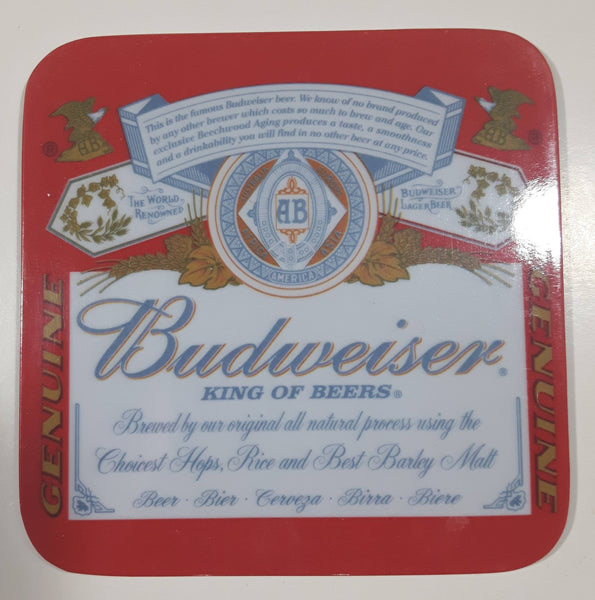 This is the famous Budweiser beer. We know of no brand produced
by any other brewer which costs so much to brew and age. Our
exclusive Beechwood Aging produces a taste, a smoothness
and a drinkability you will find in no other beer at any price.
AB
®
AB
®
THE WORLD
RENOWNED
BUDWEISER
LAGER BEER
AB
AMERICA
GENUINE
GENUINE
Budweiser®
KING OF BEERS®
Brewed by our original all natural process using the
Choicest Hops, Rice and Best Barley Malt
Beer · Bier · Cerveza · Birra · Biere